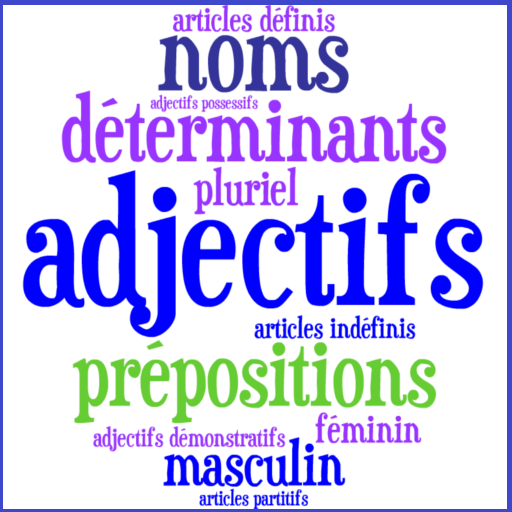 articles définis
noms
adjectifs possessifs
déterminants
pluriel
adjectifs
articles indéfinis
prépositions
féminin
adjectifs démonstratifs
masculin
articles partitifs